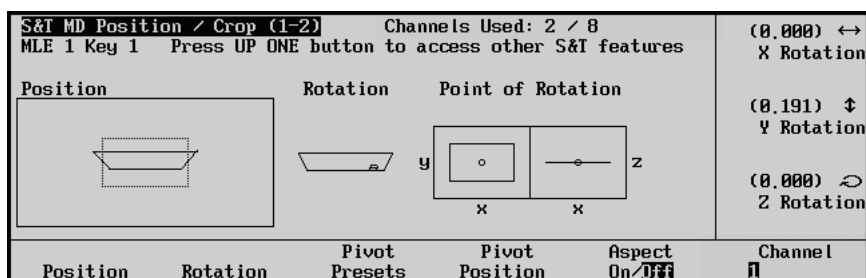 S&T MD Position / Crop (1-2) Channels Used: 2 / 8
MLE 1 Key 1 Press UP ONE button to access other S&T features
Position Rotation Point of Rotation
y z
x x
(0.000) ↔
X Rotation
(0.191) ↕
Y Rotation
(0.000)
Z Rotation
Position Rotation Pivot Presets Pivot Position Aspect On/Off Channel 1